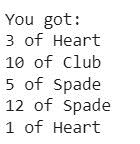 You got:
3 of Heart
10 of Club
5 of Spade
12 of Spade
1 of Heart